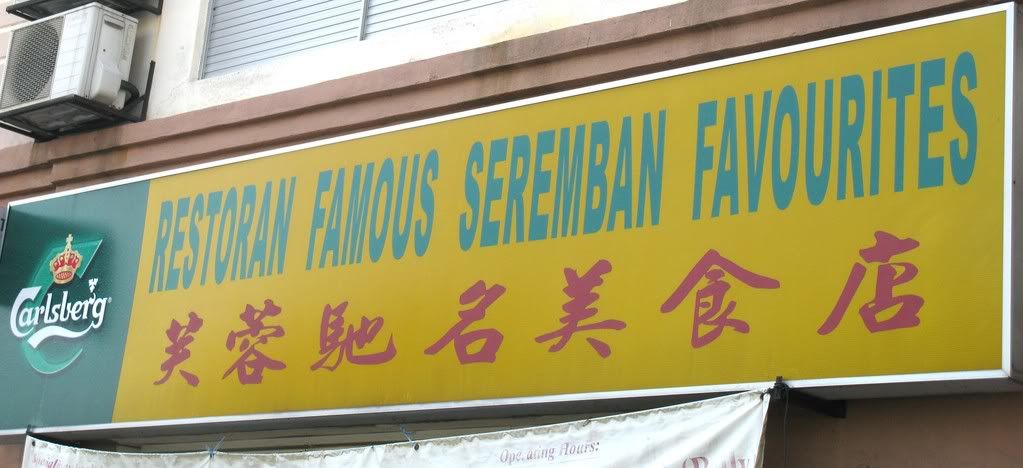 RESTORAN FAMOUS SEREMBAN FAVOURITES
Carlsberg
芙蓉馳名美食店
Operating Hours: